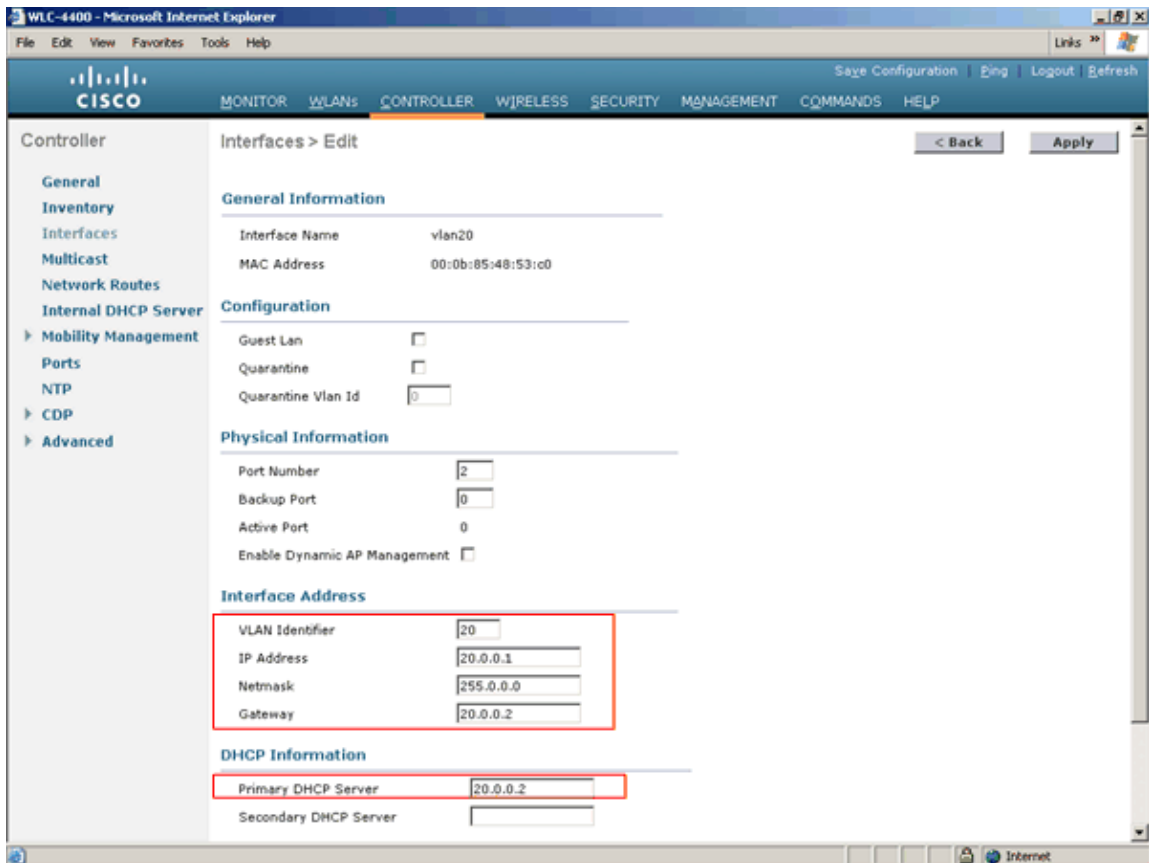 WLC-4400 - Microsoft Internet Explorer
File Edit View Favorites Tools Help Links »
Save Configuration | Ping | Logout | Refresh
CISCO
MONITOR WLANs CONTROLLER WIRELESS SECURITY MANAGEMENT COMMANDS HELP
Controller
General
Inventory
Interfaces
Multicast
Network Routes
Internal DHCP Server
Mobility Management
Ports
NTP
CDP
Advanced
Interfaces > Edit
< Back Apply
General Information
Interface Name vlan20
MAC Address 00:0b:85:48:53:c0
Configuration
Guest Lan
Quarantine
Quarantine Vlan Id 0
Physical Information
Port Number 2
Backup Port 0
Active Port 0
Enable Dynamic AP Management
Interface Address
VLAN Identifier 20
IP Address 20.0.0.1
Netmask 255.0.0.0
Gateway 20.0.0.2
DHCP Information
Primary DHCP Server 20.0.0.2
Secondary DHCP Server
Internet